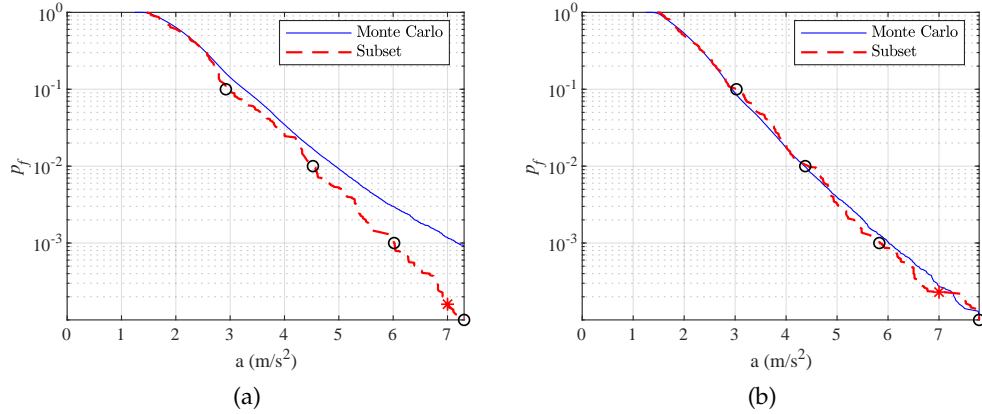 10^0
10^-1
10^-2
10^-3
p_f
0 1 2 3 4 5 6 7
a (m/s^2)
Monte Carlo
Subset
(a)
10^0
10^-1
10^-2
10^-3
p_f
0 1 2 3 4 5 6 7
a (m/s^2)
Monte Carlo
Subset
(b)